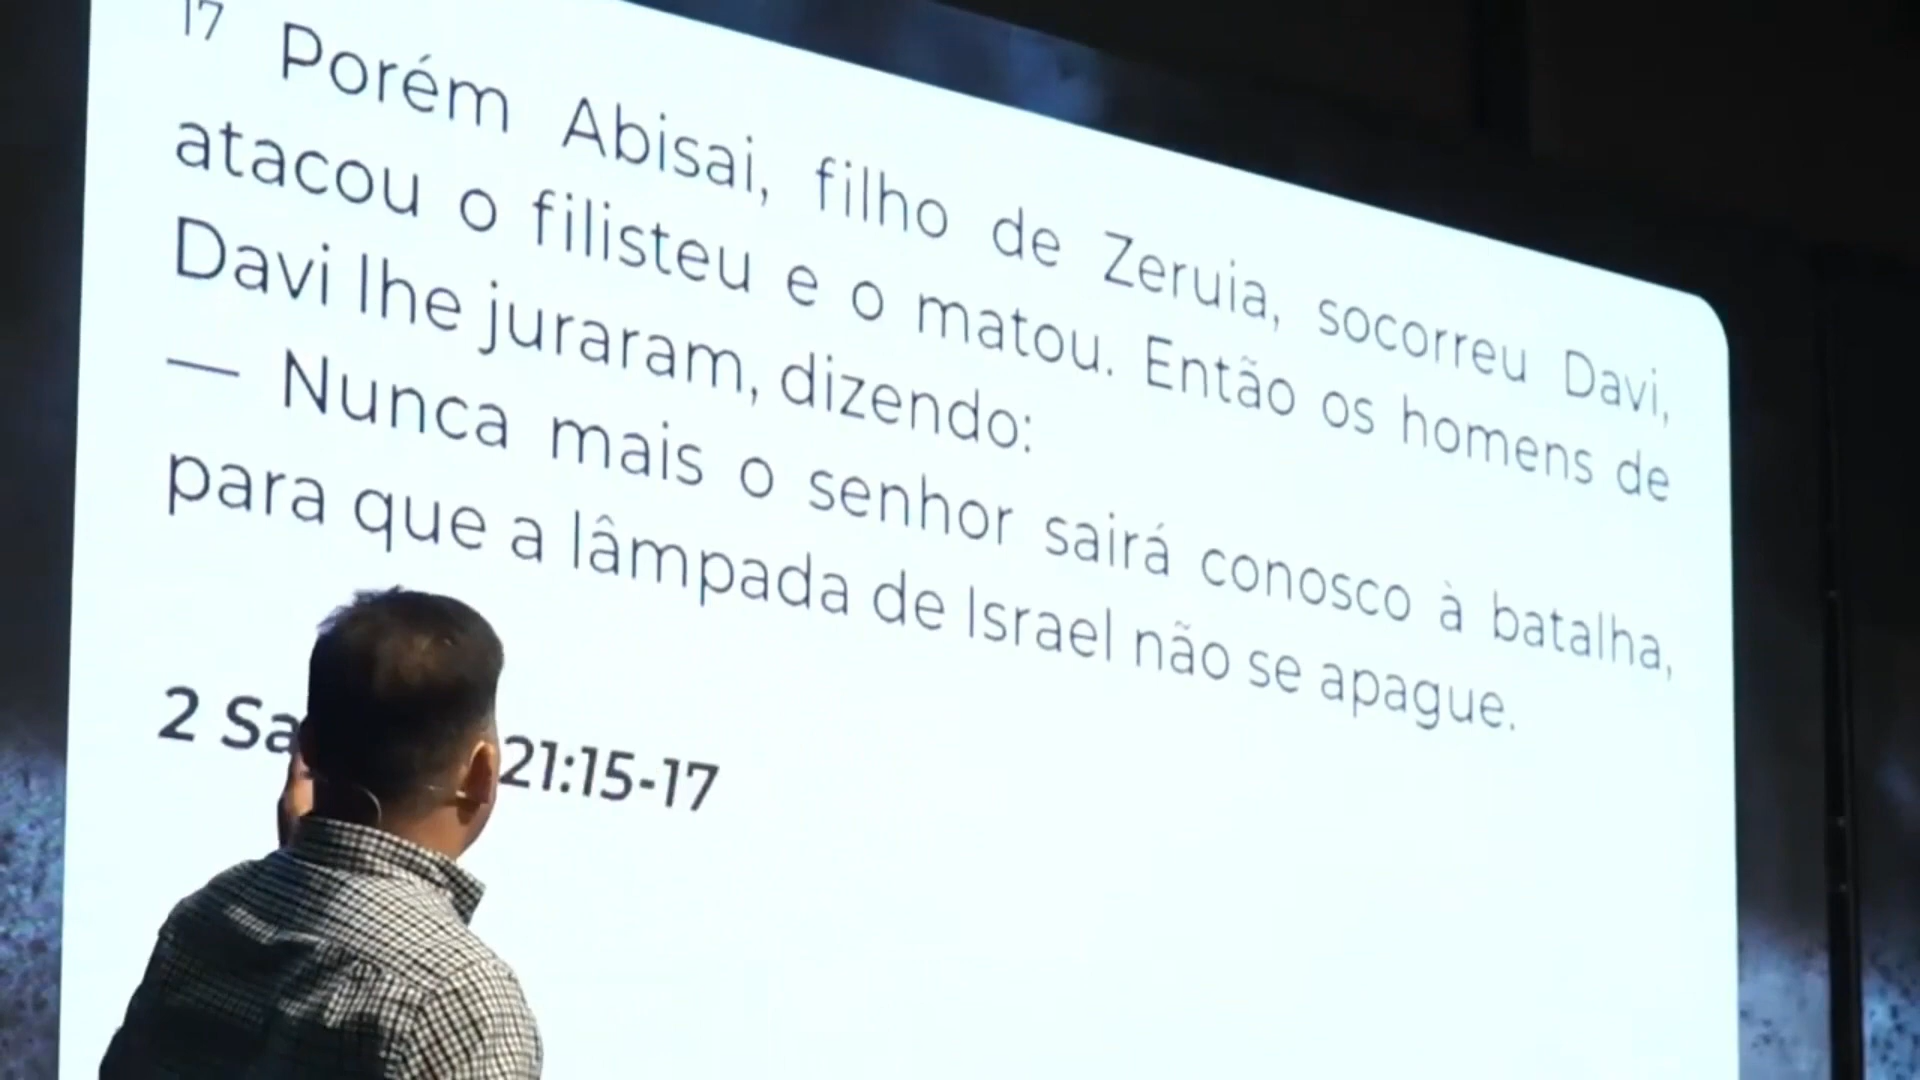 17 Porém Abisai, filho de Zeruia, socorreu Davi,
atacou o filisteu e o matou. Então os homens de
Davi lhe juraram, dizendo:
— Nunca mais o senhor sairá conosco à batalha,
para que a lâmpada de Israel não se apague.
2 Sa 21:15-17